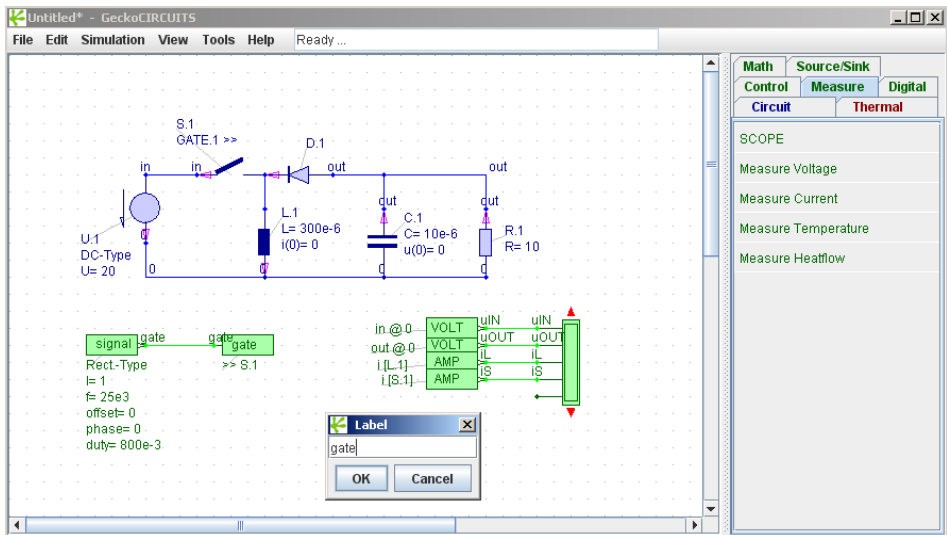 Untitled* - GeckoCIRCUITS
File Edit Simulation View Tools Help Ready ...
Math Source/Sink
Control Measure Digital
Circuit Thermal
SCOPE
Measure Voltage
Measure Current
Measure Temperature
Measure Heatflow
S.1
GATE.1 >>
D.1
in in out out
out out
L.1
L= 300e-6
i(0)= 0
C.1
C= 10e-6
u(0)= 0
R.1
R= 10
U.1
DC-Type
U= 20
0 0 0 0 0
signal gate gate gate
Rect.-Type >> S.1
I= 1
f= 25e3
offset= 0
phase= 0
duty= 800e-3
in @ 0 VOLT uIN uIN
out @ 0 VOLT uOUT uOUT
i.[L.1] AMP iL iL
i.[S.1] AMP iS iS
Label
gate
OK Cancel